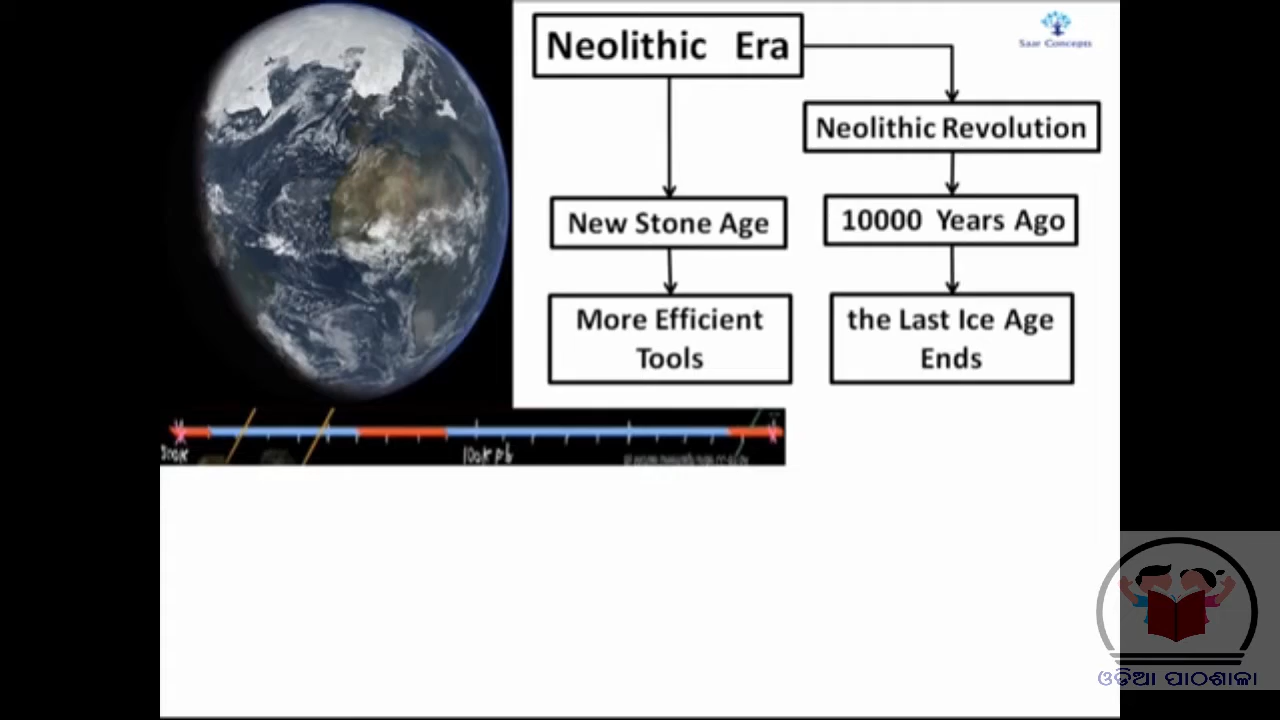 Neolithic Era
Saar Concepts
Neolithic Revolution
New Stone Age
10000 Years Ago
More Efficient
Tools
the Last Ice Age
Ends
ଓଡ଼ିଆ ପାଠଶାଳା